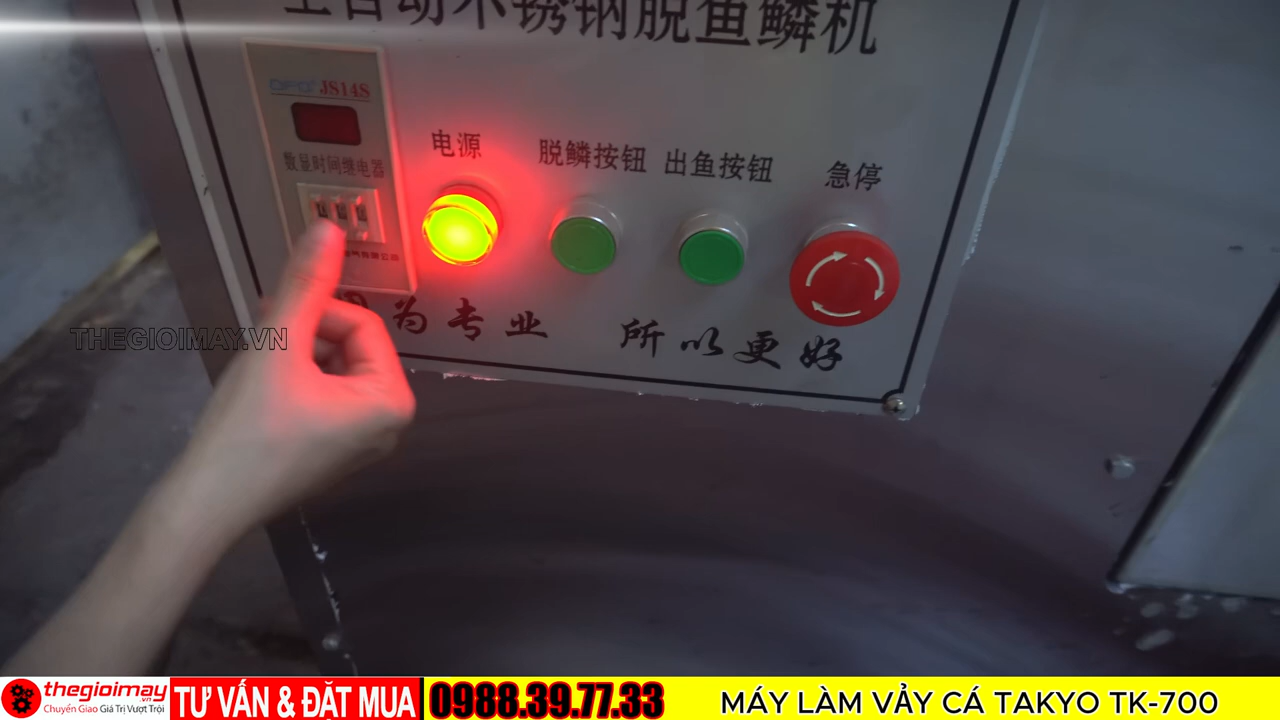 全自动不锈钢脱鱼鳞机
JS14S
数显时间继电器
电源
脱鳞按钮
出鱼按钮
急停
因为专业 所以更好
THEGIOIMAY.VN
thegioimay.vn
Chuyển Giao Giá Trị Vượt Trội
TƯ VẤN & ĐẶT MUA
0988.39.77.33
MÁY LÀM VẢY CÁ TAKYO TK-700